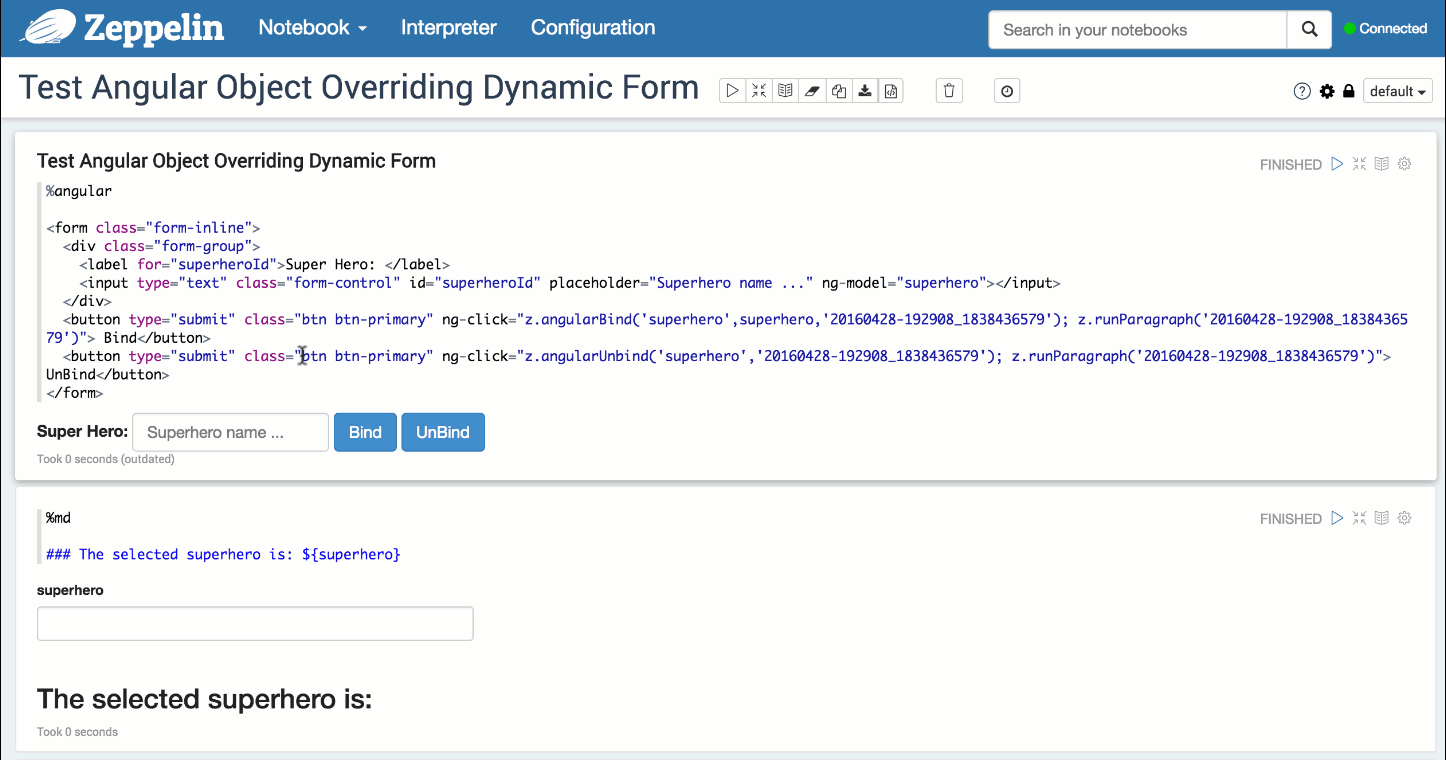 Zeppelin Notebook Interpreter Configuration Search in your notebooks Connected
Test Angular Object Overriding Dynamic Form default
Test Angular Object Overriding Dynamic Form
FINISHED
%angular
<form class="form-inline">
<div class="form-group">
<label for="superheroId">Super Hero: </label>
<input type="text" class="form-control" id="superheroId" placeholder="Superhero name ..." ng-model="superhero"></input>
</div>
<button type="submit" class="btn btn-primary" ng-click="z.angularBind('superhero',superhero,'20160428-192908_1838436579'); z.runParagraph('20160428-192908_18384365
79')"> Bind</button>
<button type="submit" class="btn btn-primary" ng-click="z.angularUnbind('superhero','20160428-192908_1838436579'); z.runParagraph('20160428-192908_1838436579')">
UnBind</button>
</form>
Super Hero: Superhero name ... Bind UnBind
Took 0 seconds (outdated)
%md
FINISHED
### The selected superhero is: ${superhero}
superhero
The selected superhero is:
Took 0 seconds